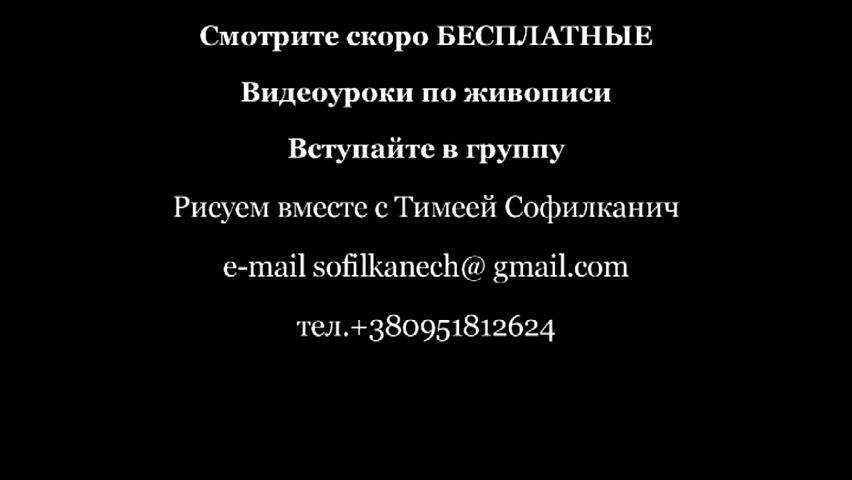 Смотрите скоро БЕСПЛАТНЫЕ
Видеоуроки по живописи
Вступайте в группу
Рисуем вместе с Тимеей Софилканич
e-mail sofilkanech@ gmail.com
тел.+380951812624